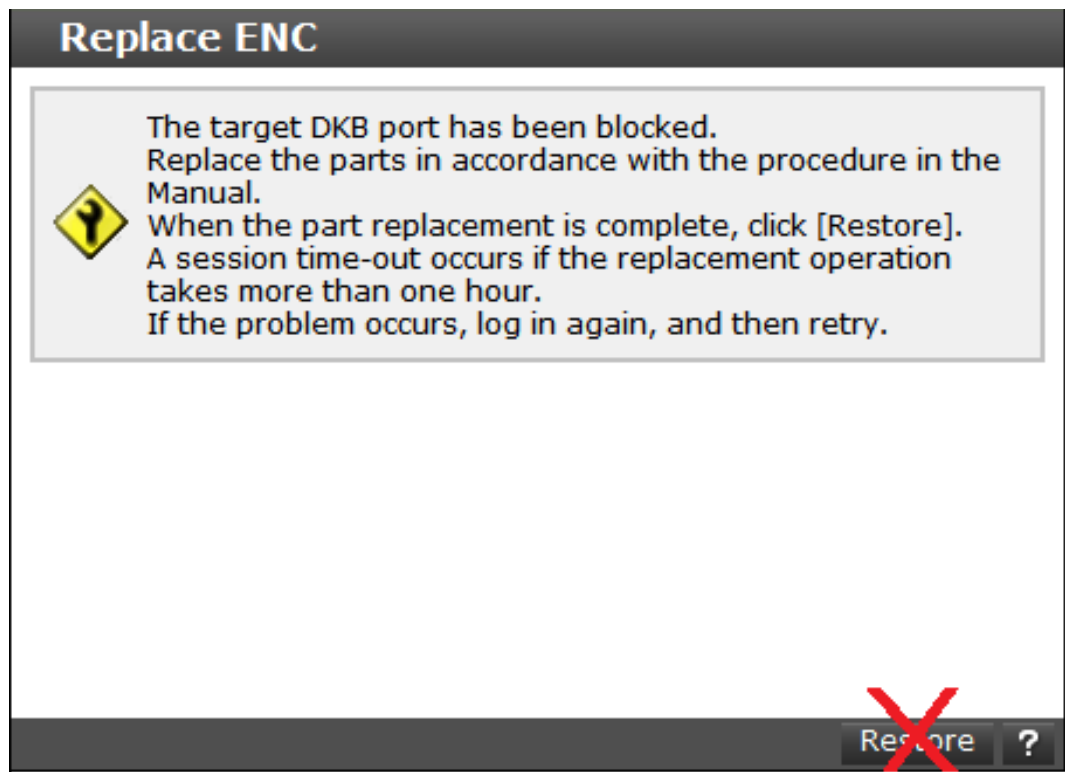 Replace ENC
The target DKB port has been blocked.
Replace the parts in accordance with the procedure in the
Manual.
When the part replacement is complete, click [Restore].
A session time-out occurs if the replacement operation
takes more than one hour.
If the problem occurs, log in again, and then retry.
Restore ?